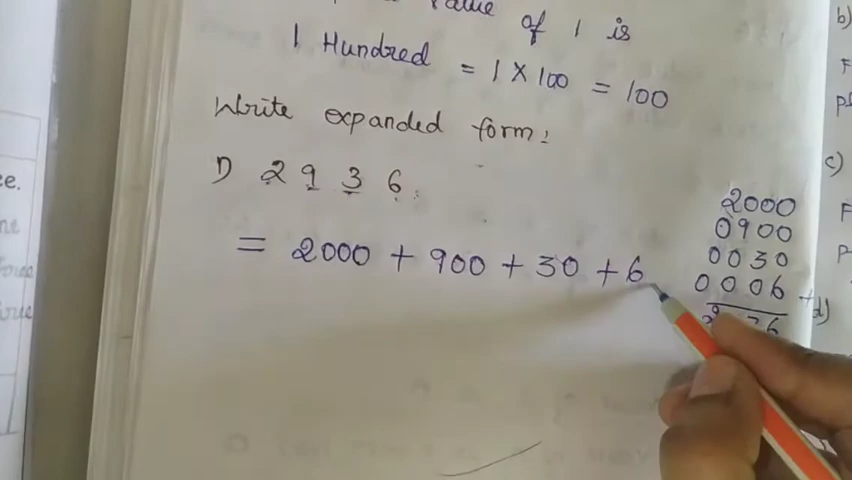 Value of 1 is
1 Hundred = 1 × 100 = 100
Write expanded form:
1) 2 9 3 6
= 2000 + 900 + 30 + 6
2000
0900
0030
0006 +
b)
c)
d)